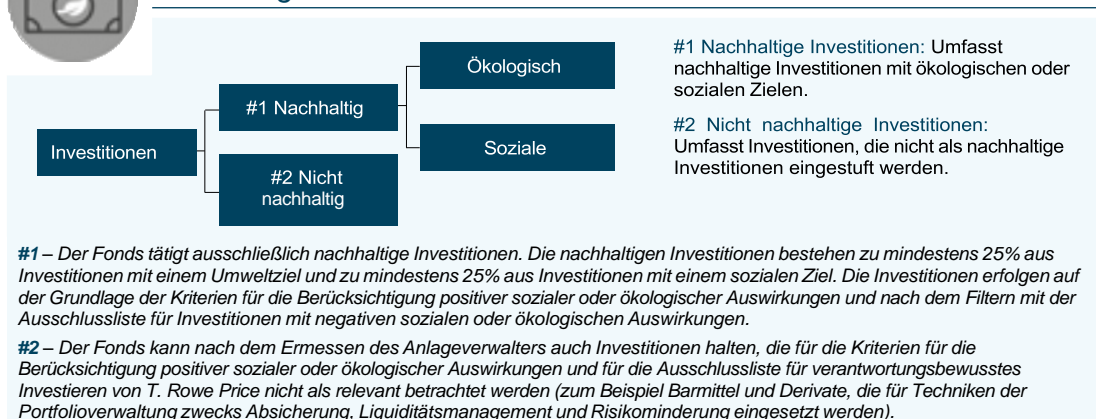 Ökologisch
#1 Nachhaltig
Investitionen
Soziale
#2 Nicht
nachhaltig
#1 Nachhaltige Investitionen: Umfasst
nachhaltige Investitionen mit ökologischen oder
sozialen Zielen.
#2 Nicht nachhaltige Investitionen:
Umfasst Investitionen, die nicht als nachhaltige
Investitionen eingestuft werden.
#1 – Der Fonds tätigt ausschließlich nachhaltige Investitionen. Die nachhaltigen Investitionen bestehen zu mindestens 25% aus
Investitionen mit einem Umweltziel und zu mindestens 25% aus Investitionen mit einem sozialen Ziel. Die Investitionen erfolgen auf
der Grundlage der Kriterien für die Berücksichtigung positiver sozialer oder ökologischer Auswirkungen und nach dem Filtern mit der
Ausschlussliste für Investitionen mit negativen sozialen oder ökologischen Auswirkungen.
#2 – Der Fonds kann nach dem Ermessen des Anlageverwalters auch Investitionen halten, die für die Kriterien für die
Berücksichtigung positiver sozialer oder ökologischer Auswirkungen und für die Ausschlussliste für verantwortungsbewusstes
Investieren von T. Rowe Price nicht als relevant betrachtet werden (zum Beispiel Barmittel und Derivate, die für Techniken der
Portfolioverwaltung zwecks Absicherung, Liquiditätsmanagement und Risikominderung eingesetzt werden).